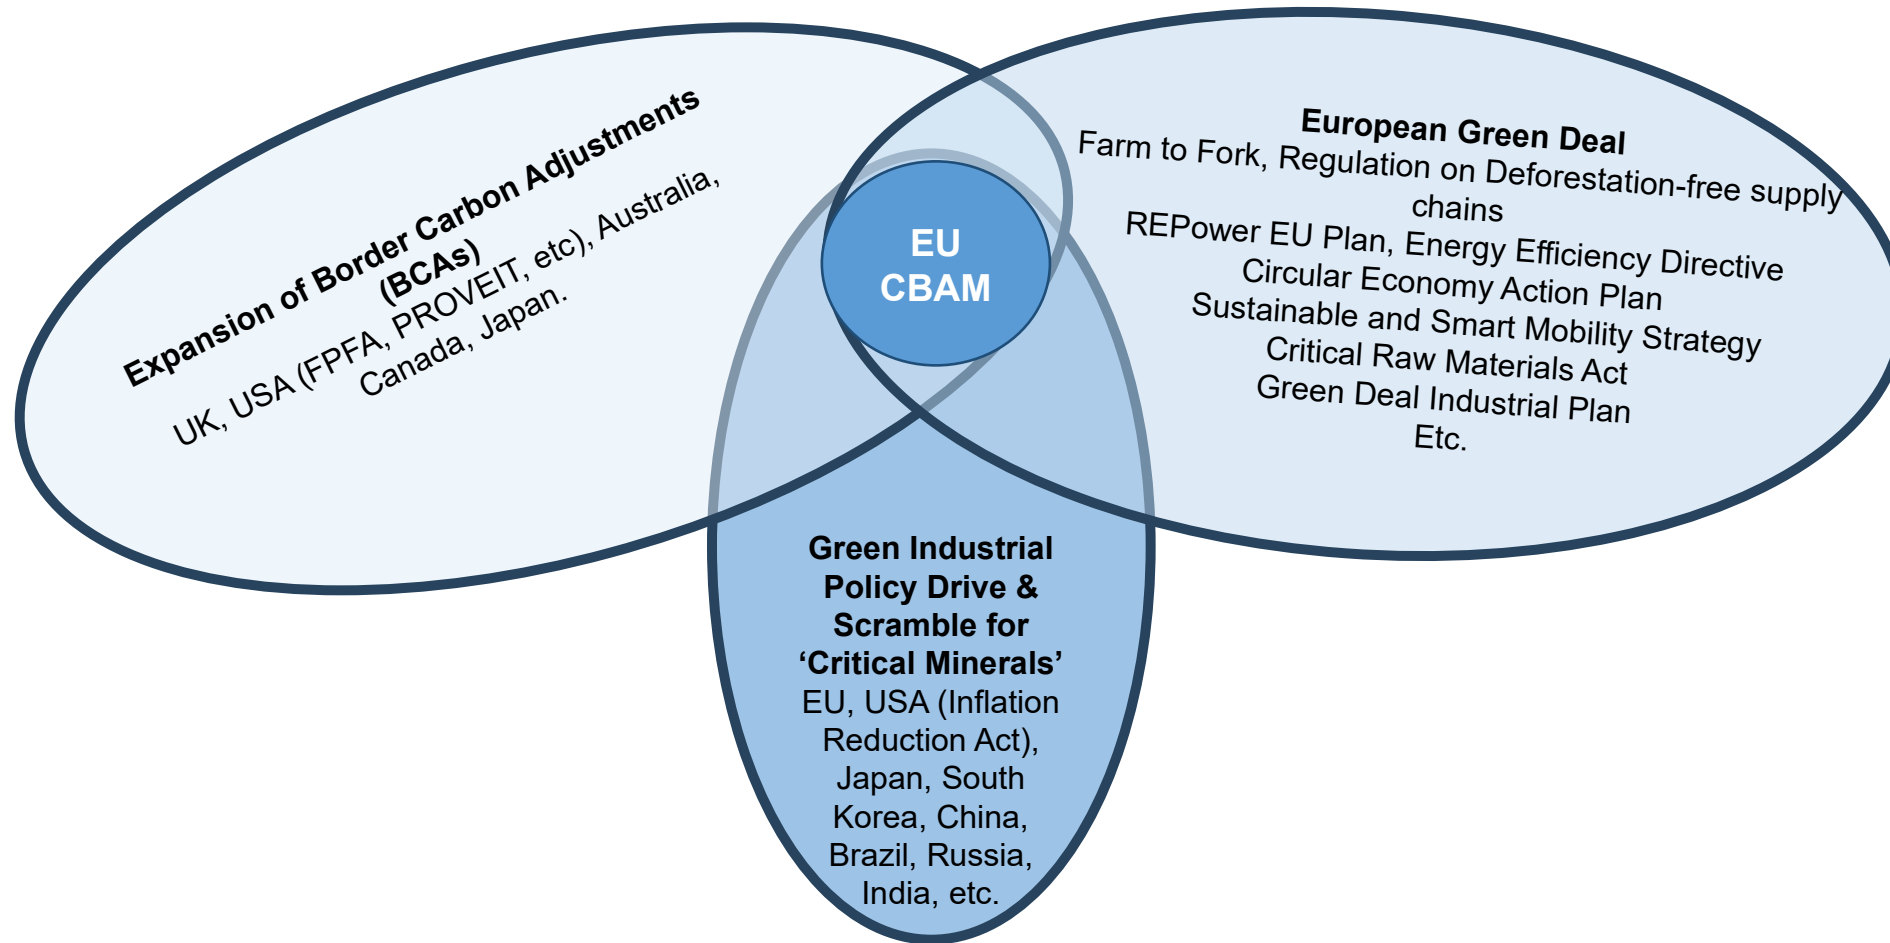 Expansion of Border Carbon Adjustments
(BCAs)
UK, USA (FPFA, PROVEIT, etc), Australia,
Canada, Japan.
EU
CBAM
European Green Deal
Farm to Fork, Regulation on Deforestation-free supply
chains
REPower EU Plan, Energy Efficiency Directive
Circular Economy Action Plan
Sustainable and Smart Mobility Strategy
Critical Raw Materials Act
Green Deal Industrial Plan
Etc.
Green Industrial
Policy Drive &
Scramble for
‘Critical Minerals’
EU, USA (Inflation
Reduction Act),
Japan, South
Korea, China,
Brazil, Russia,
India, etc.